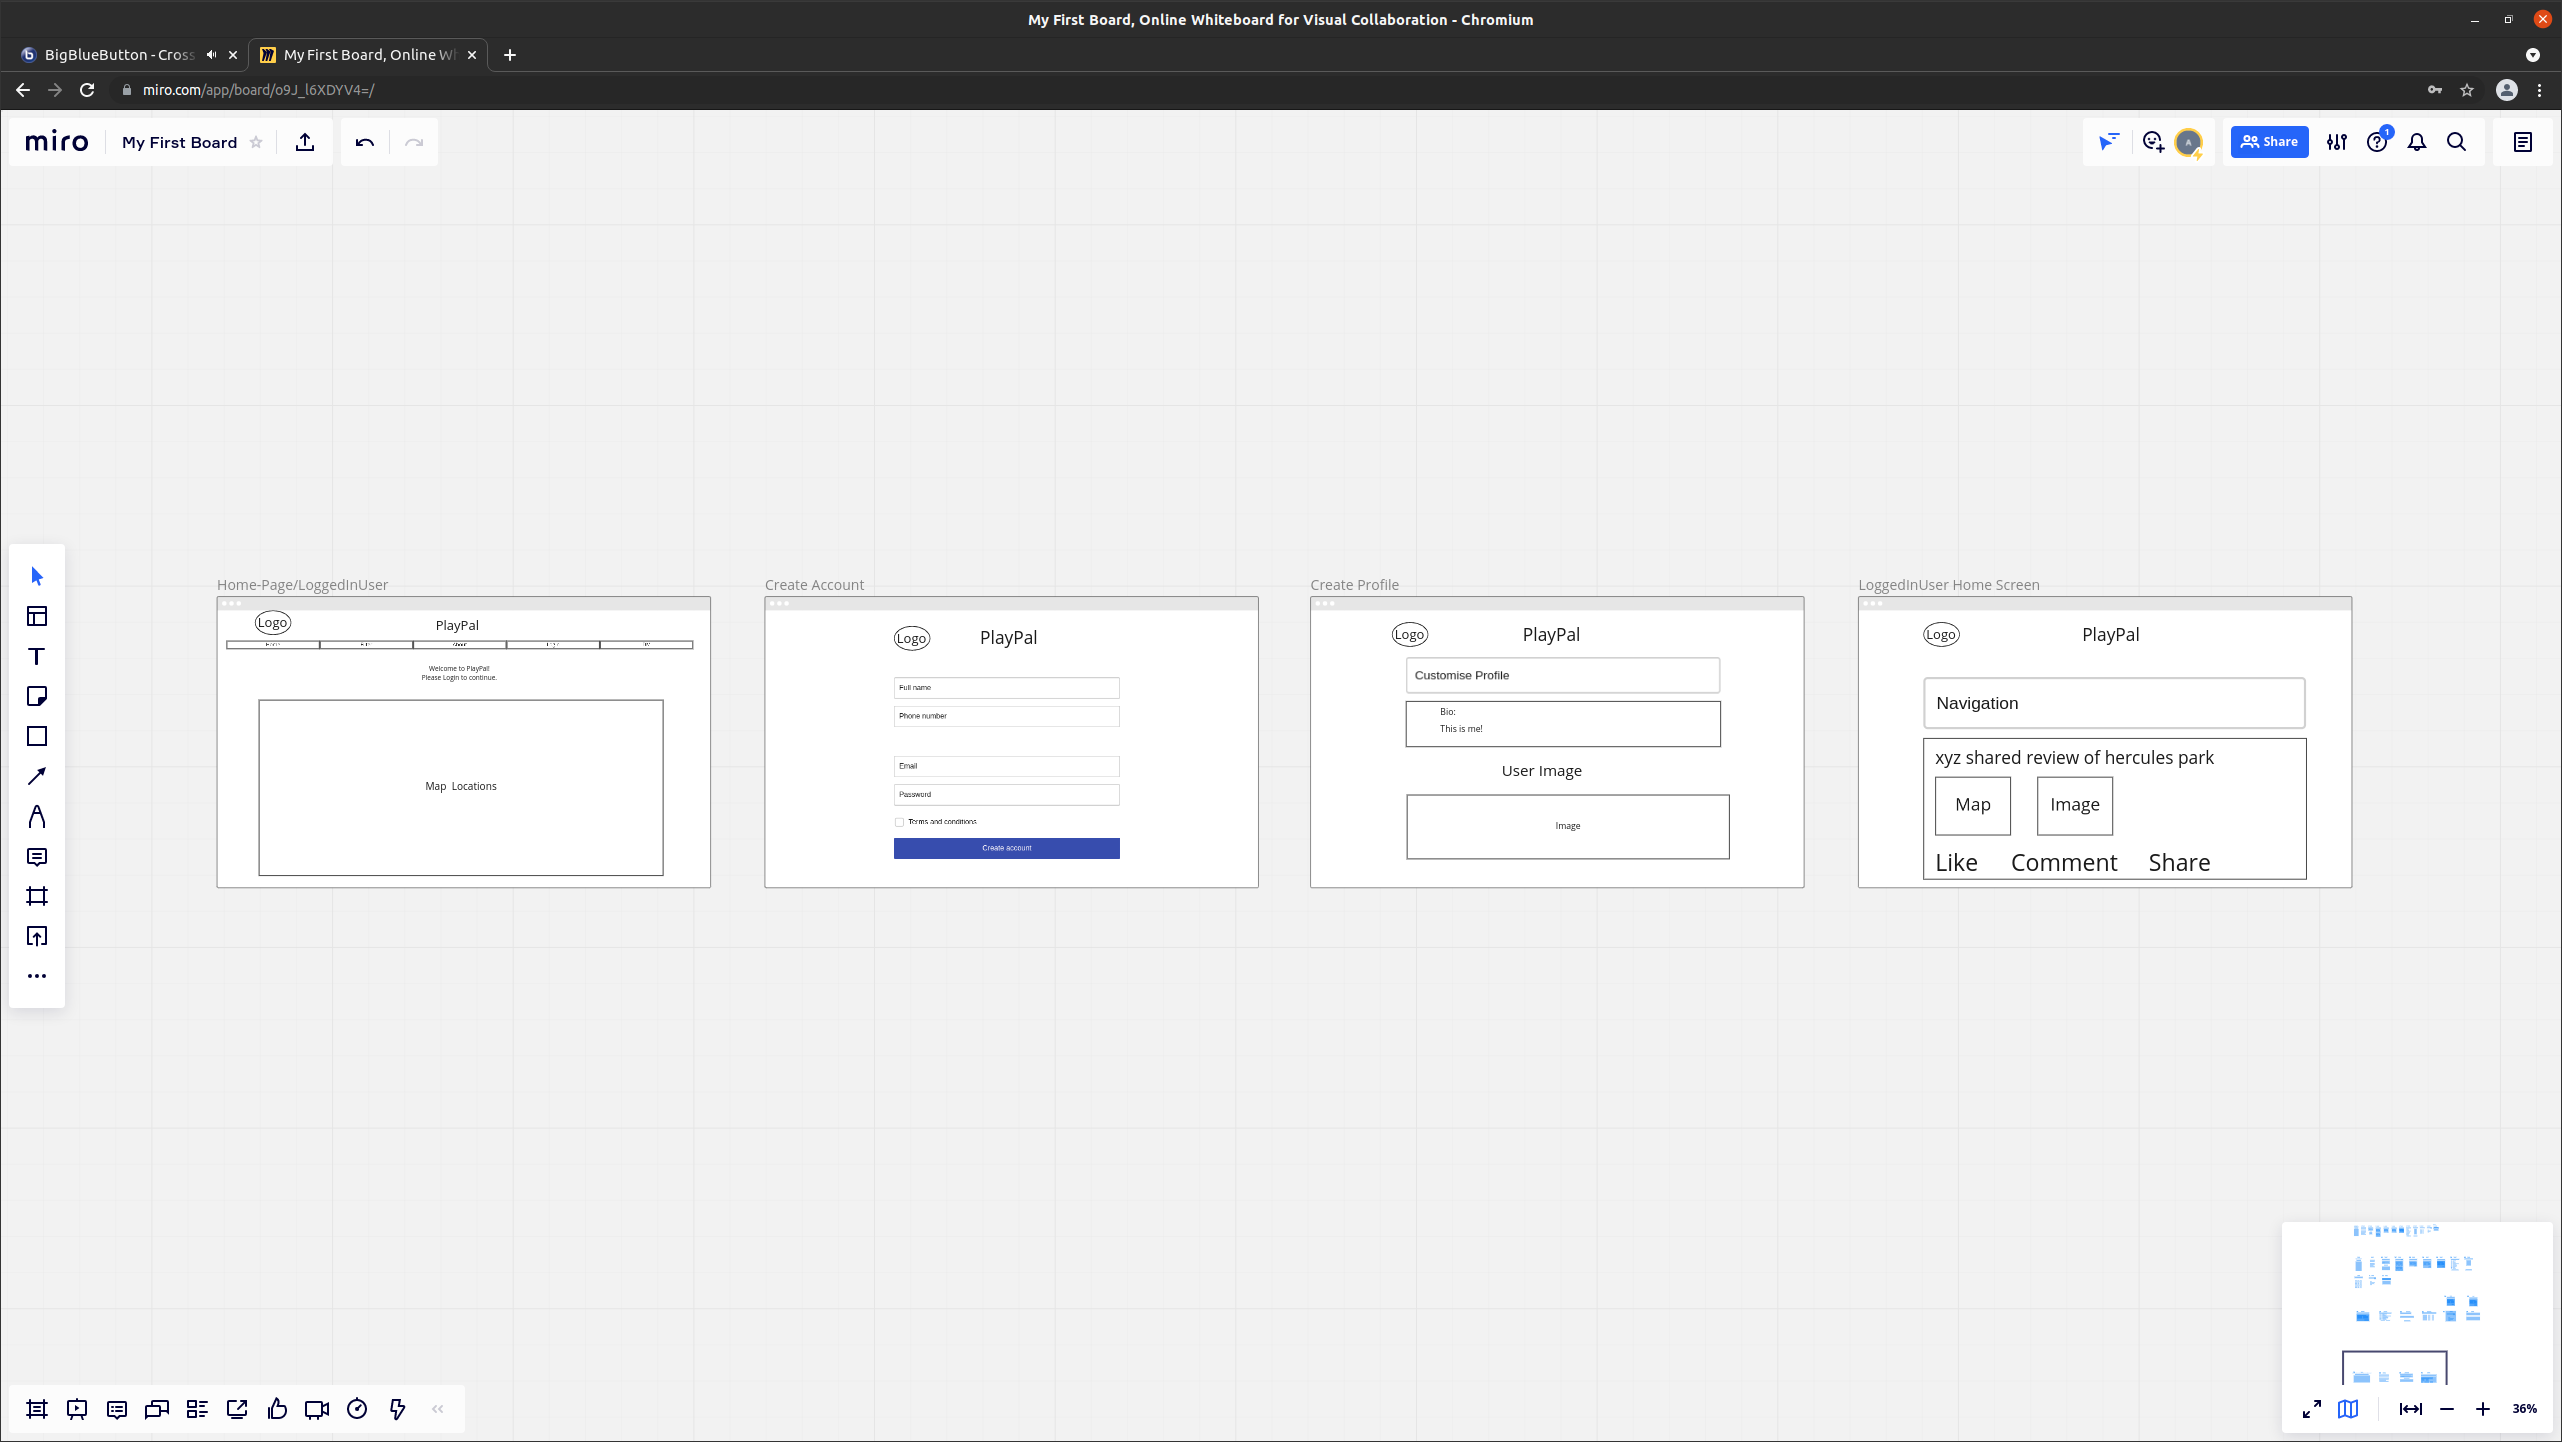 My First Board, Online Whiteboard for Visual Collaboration - Chromium
BigBlueButton - Cross
My First Board, Online Wh
miro.com/app/board/o9J_l6XDYV4=/
miro
My First Board
A
Share
1
Home-Page/LoggedInUser
Logo
PlayPal
Home
About
Welcome to PlayPal!
Please Login to continue.
Map Locations
Create Account
Logo
PlayPal
Full name
Phone number
Email
Password
Terms and conditions
Create account
Create Profile
Logo
PlayPal
Customise Profile
Bio:
This is me!
User Image
Image
LoggedInUser Home Screen
Logo
PlayPal
Navigation
xyz shared review of hercules park
Map
Image
Like Comment Share
36%